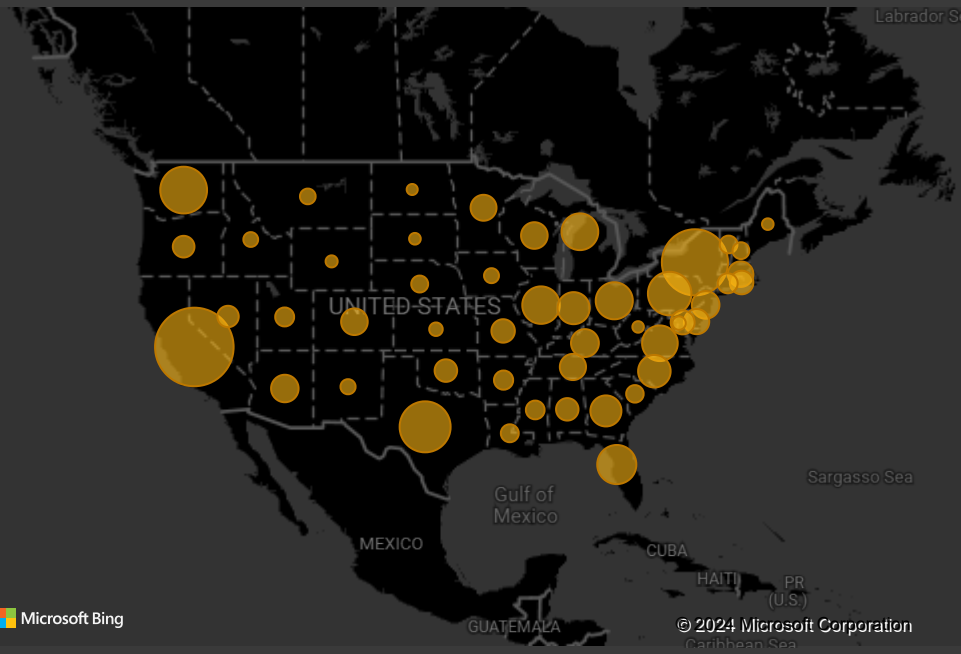 Labrador S
UNITED STATES
Sargasso Sea
Gulf of
Mexico
MEXICO
CUBA
HAITI
PR
(U.S.)
Microsoft Bing
GUATEMALA
© 2024 Microsoft Corporation
Caribbean Sea